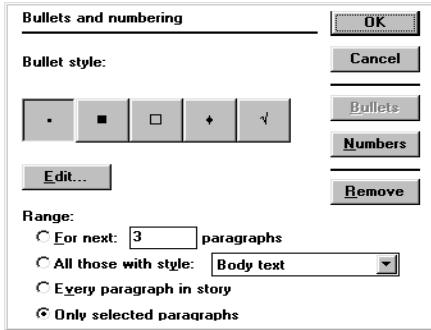 Bullets and numbering
OK
Bullet style:
Cancel
Bullets
Numbers
Edit...
Remove
Range:
For next: 3 paragraphs
All those with style: Body text
Every paragraph in story
Only selected paragraphs